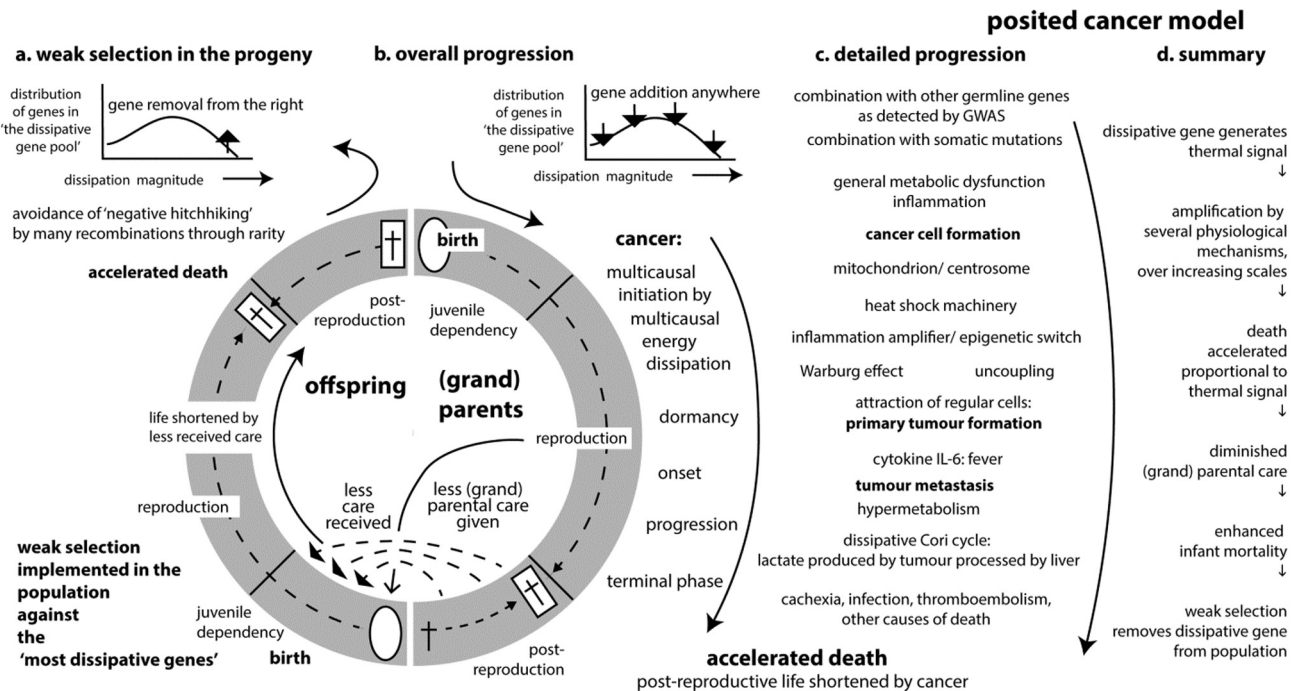 posited cancer model
a. weak selection in the progeny
distribution
of genes in
'the dissipative
gene pool'
gene removal from the right
dissipation magnitude
avoidance of 'negative hitchhiking'
by many recombinations through rarity
accelerated death
b. overall progression
distribution
of genes in
'the dissipative
gene pool'
gene addition anywhere
dissipation magnitude
birth
post-
reproduction
juvenile
dependency
offspring
(grand)
parents
life shortened by
less received care
reproduction
reproduction
less
care
received
less (grand)
parental care
given
weak selection
implemented in the
population
against
the
'most dissipative genes'
juvenile
dependency
birth
post-
reproduction
cancer:
multicausal
initiation by
multicausal
energy
dissipation
dormancy
onset
progression
terminal phase
accelerated death
post-reproductive life shortened by cancer
c. detailed progression
combination with other germline genes
as detected by GWAS
combination with somatic mutations
general metabolic dysfunction
inflammation
cancer cell formation
mitochondrion/ centrosome
heat shock machinery
inflammation amplifier/ epigenetic switch
Warburg effect uncoupling
attraction of regular cells:
primary tumour formation
cytokine IL-6: fever
tumour metastasis
hypermetabolism
dissipative Cori cycle:
lactate produced by tumour processed by liver
cachexia, infection, thromboembolism,
other causes of death
d. summary
dissipative gene generates
thermal signal
↓
amplification by
several physiological
mechanisms,
over increasing scales
↓
death
accelerated
proportional to
thermal signal
↓
diminished
(grand) parental care
↓
enhanced
infant mortality
↓
weak selection
removes dissipative gene
from population